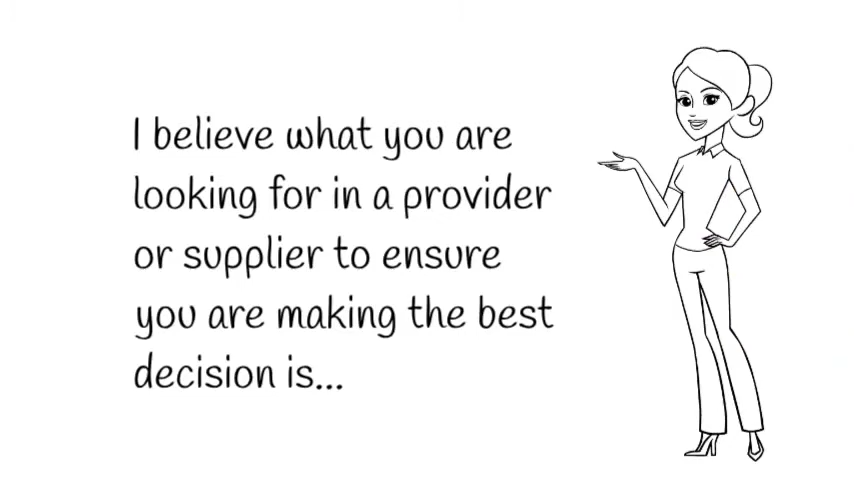 I believe what you are
looking for in a provider
or supplier to ensure
you are making the best
decision is...